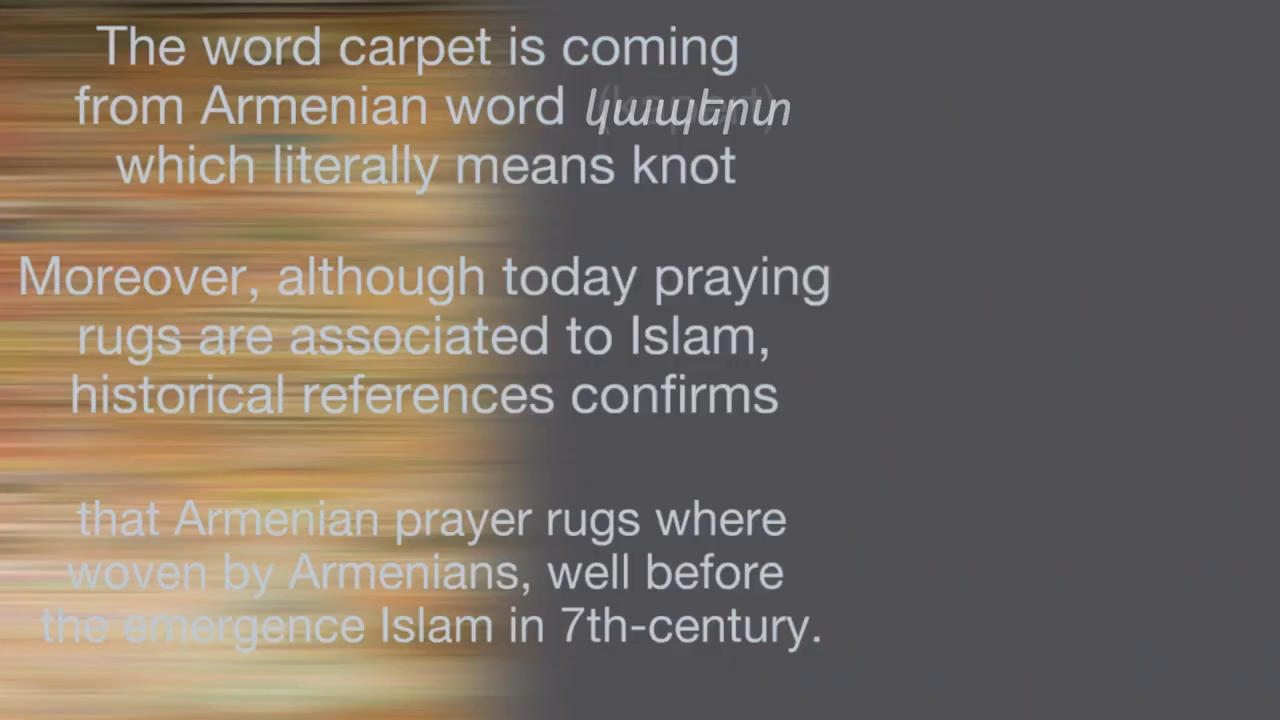 The word carpet is coming
from Armenian word կապերտ
which literally means knot
Moreover, although today praying
rugs are associated to Islam,
historical references confirms
that Armenian prayer rugs where
woven by Armenians, well before
the emergence Islam in 7th-century.